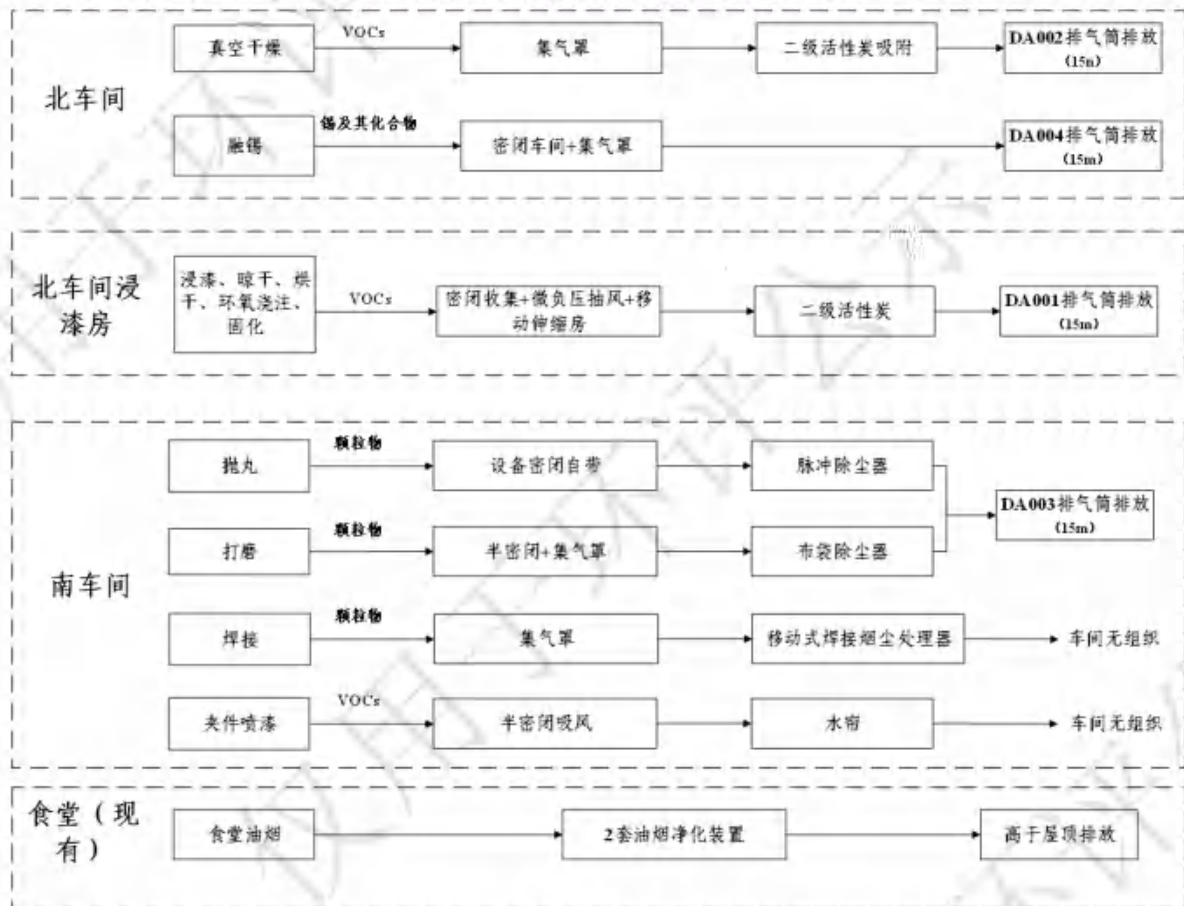 北车间
真空干燥
VOCs
集气罩
二级活性炭吸附
DA002排气筒排放
(15n)
融锡
锡及其化合物
密闭车间+集气罩
DA004排气筒排放
(15m)
北车间浸
漆房
浸漆、晾干、烘
干、环氧浇注、
固化
VOCs
密闭收集+微负压抽风+移
动伸缩房
二级活性炭
DA001排气筒排放
(15m)
南车间
抛丸
颗粒物
设备密闭自带
脉冲除尘器
DA003排气筒排放
(15m)
打磨
颗粒物
半密闭+集气罩
布袋除尘器
焊接
颗粒物
集气罩
移动式焊接烟尘处理器
车间无组织
夹件喷漆
VOCs
半密闭吸风
水帘
车间无组织
食堂（现
有）
食堂油烟
2套油烟净化装置
高于屋顶排放
仅用于环评公示